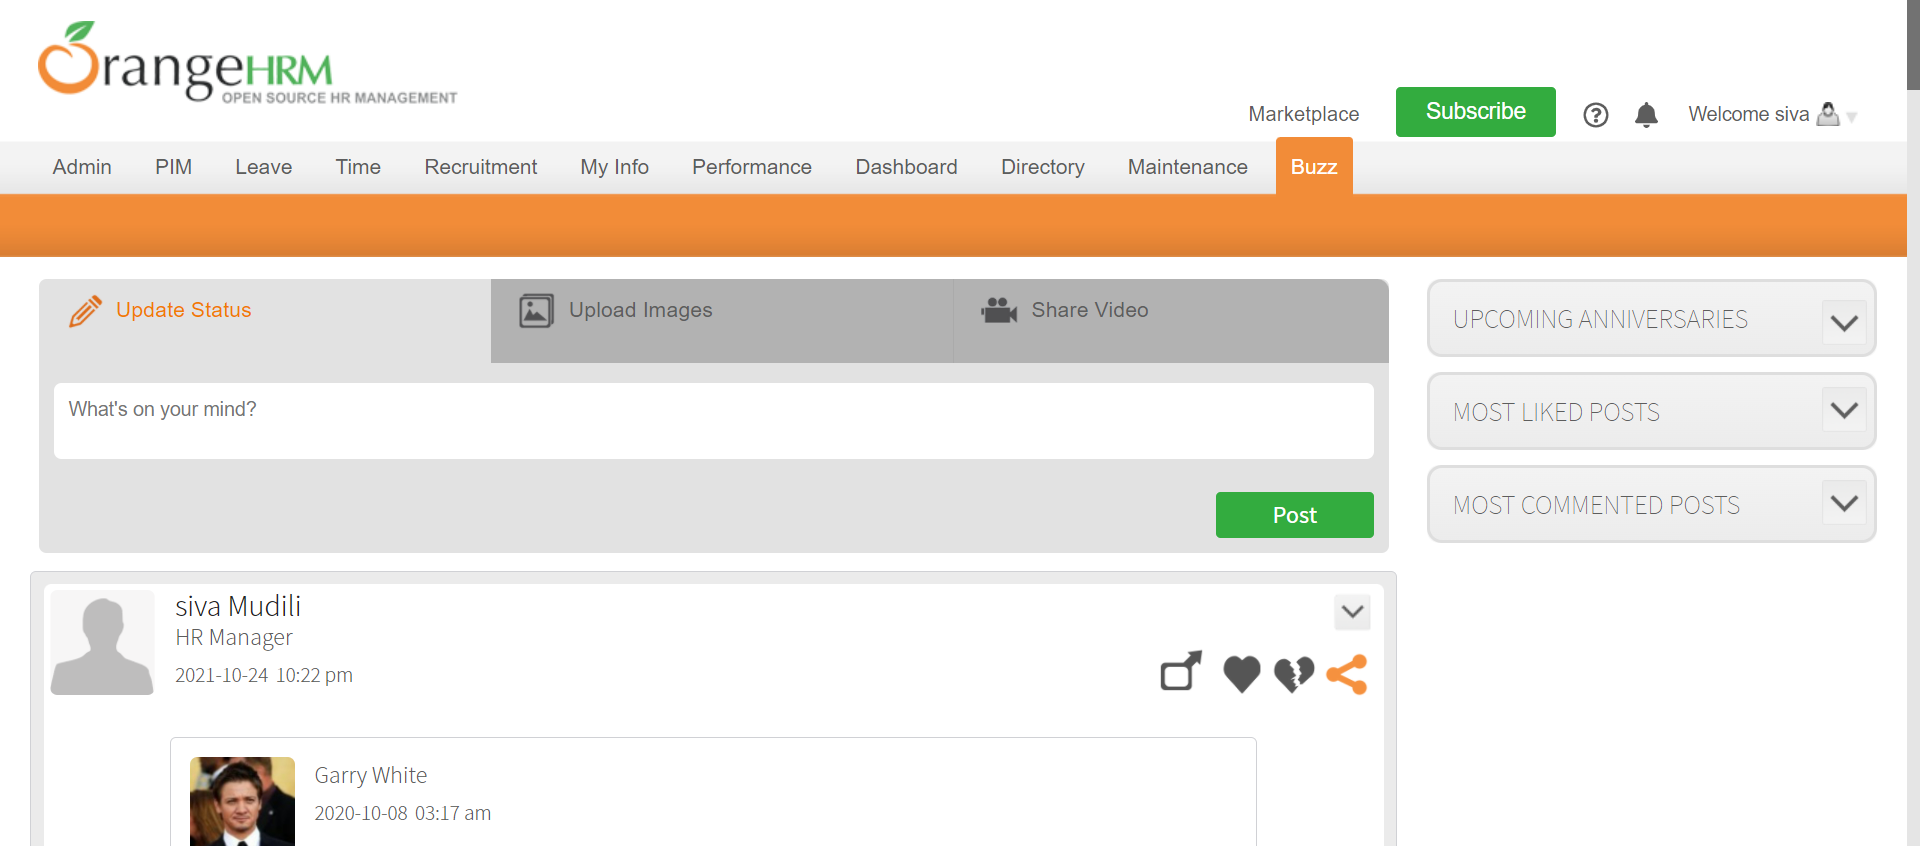 OrangeHRM
OPEN SOURCE HR MANAGEMENT
Marketplace
Subscribe
Welcome siva
Admin PIM Leave Time Recruitment My Info Performance Dashboard Directory Maintenance Buzz
Update Status
Upload Images
Share Video
What's on your mind?
Post
UPCOMING ANNIVERSARIES
MOST LIKED POSTS
MOST COMMENTED POSTS
siva Mudili
HR Manager
2021-10-24 10:22 pm
Garry White
2020-10-08 03:17 am